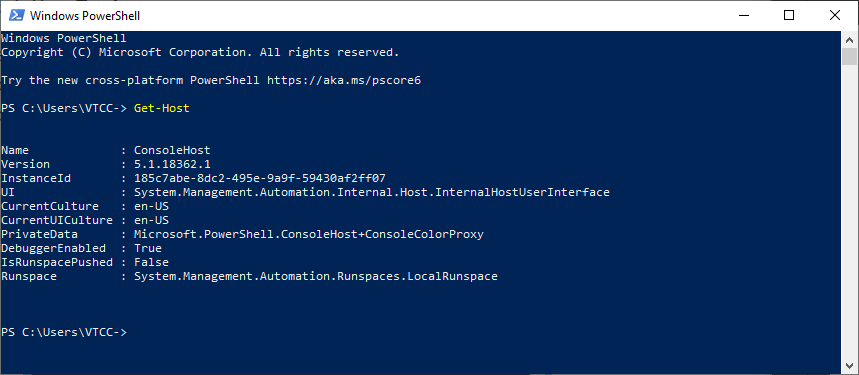 Windows PowerShell
Windows PowerShell
Copyright (C) Microsoft Corporation. All rights reserved.
Try the new cross-platform PowerShell https://aka.ms/pscore6
PS C:\Users\VTCC-> Get-Host
Name             : ConsoleHost
Version          : 5.1.18362.1
InstanceId       : 185c7abe-8dc2-495e-9a9f-59430af2ff07
UI               : System.Management.Automation.Internal.Host.InternalHostUserInterface
CurrentCulture   : en-US
CurrentUICulture : en-US
PrivateData      : Microsoft.PowerShell.ConsoleHost+ConsoleColorProxy
DebuggerEnabled  : True
IsRunspacePushed : False
Runspace         : System.Management.Automation.Runspaces.LocalRunspace
PS C:\Users\VTCC->